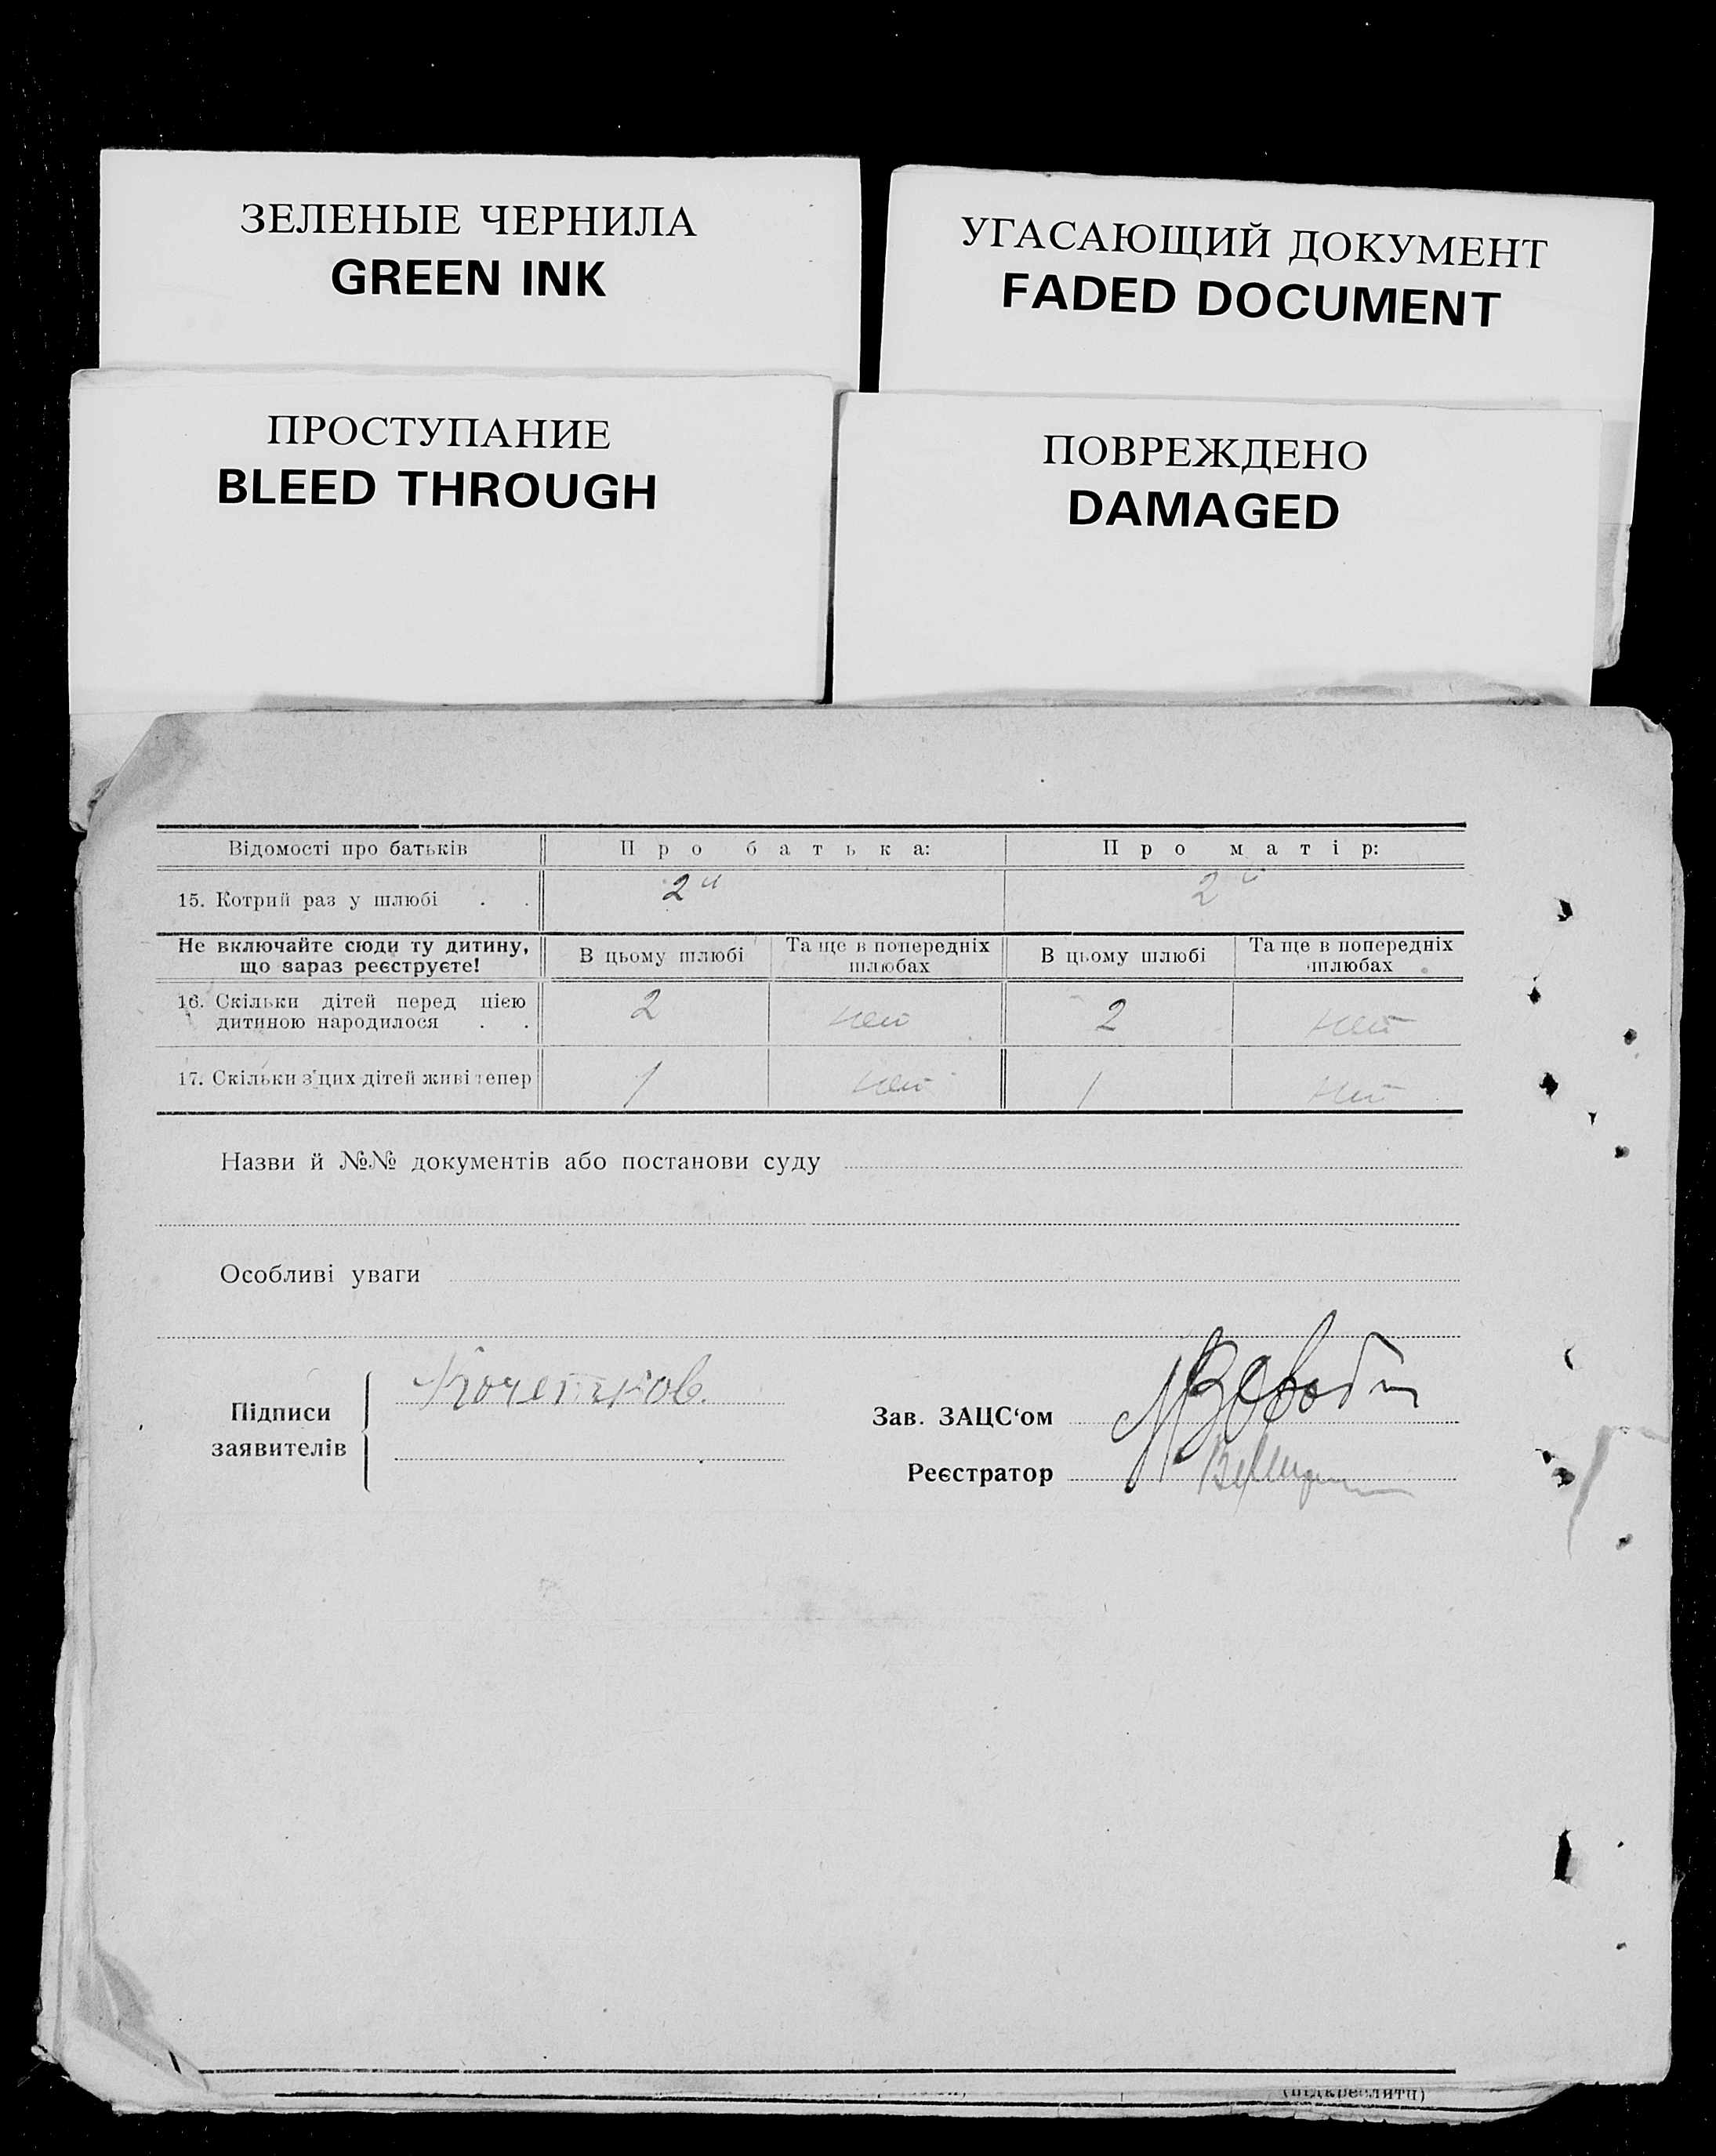 ЗЕЛЕНЫЕ ЧЕРНИЛА
GREEN INK
УГАСАЮЩИЙ ДОКУМЕНТ
FADED DOCUMENT
ПРОСТУПАНИЕ
BLEED THROUGH
ПОВРЕЖДЕНО
DAMAGED
Відомості про батьків Про батька: Про матір:
15. Котрий раз у шлюбі . . 2й 2й
Не включайте сюди ту дитину, що зараз реєструєте! В цьому шлюбі Та ще в попередніх шлюбах В цьому шлюбі Та ще в попередніх шлюбах
16. Скільки дітей перед цією дитиною народилося . . 2 нет 2 нет
17. Скільки з цих дітей живі тепер 1 нет 1 нет
Назви й №№ документів або постанови суду
Особливі уваги
Підписи заявителів Кочетков.
Зав. ЗАЦС‘ом
Реєстратор
(підкреслити)